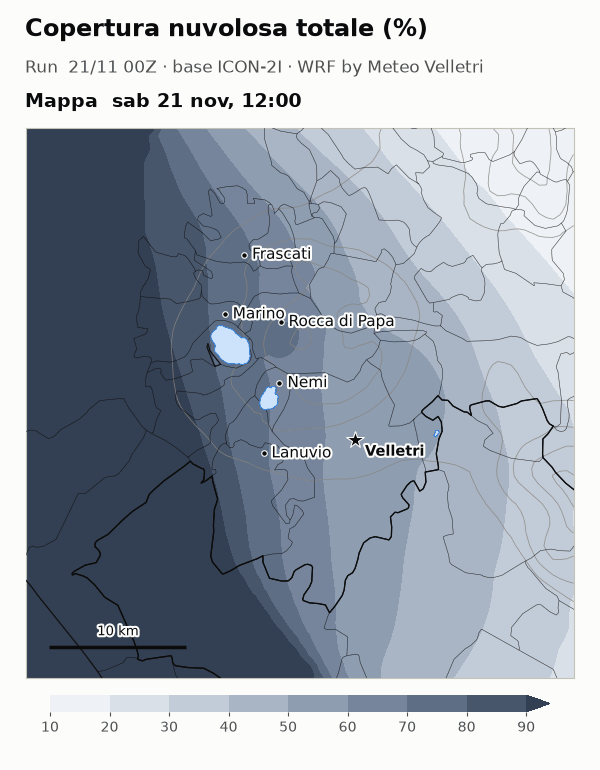 Copertura nuvolosa totale (%)
Run  21/11 00Z · base ICON-2I · WRF by Meteo Velletri
Mappa  sab 21 nov, 12:00
Frascati
Marino
Rocca di Papa
Nemi
Velletri
Lanuvio
10 km
10 20 30 40 50 60 70 80 90